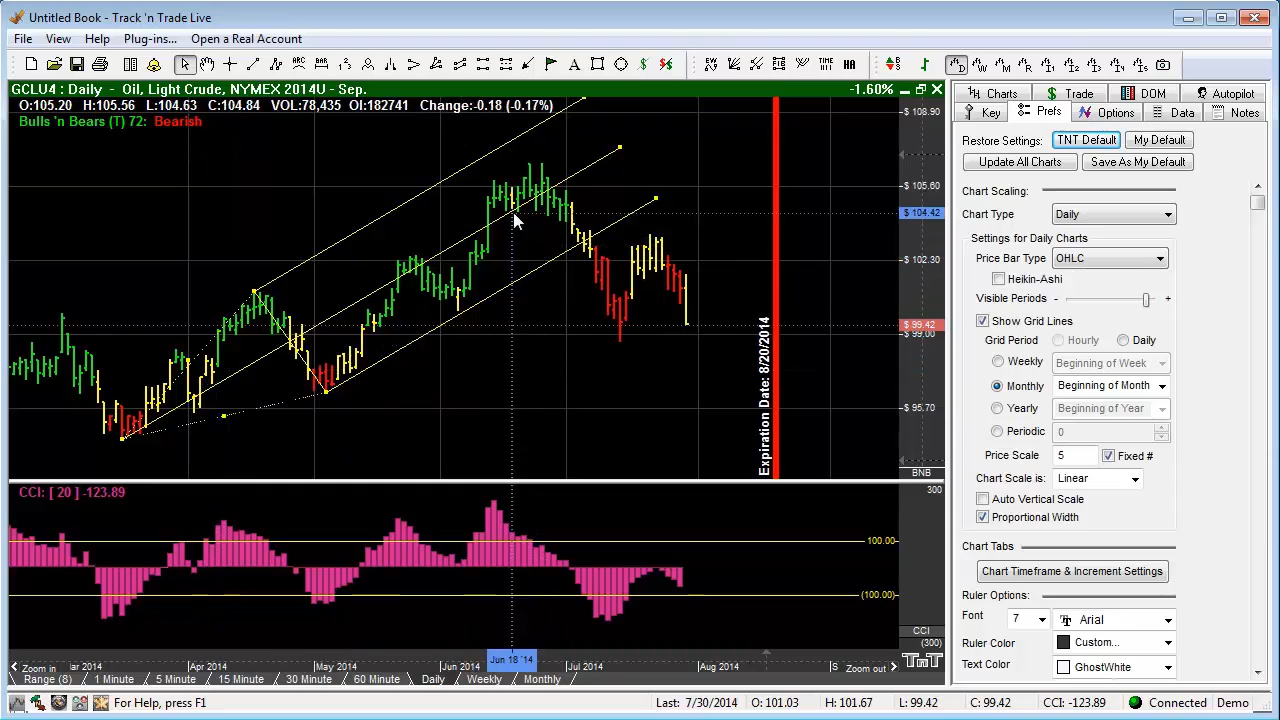 Untitled Book - Track 'n Trade Live
File View Help Plug-ins... Open a Real Account
GCLU4 : Daily - Oil, Light Crude, NYMEX 2014U - Sep. -1.60%
O:105.20 H:105.56 L:104.63 C:104.84 VOL:78,435 OI:182741 Change:-0.18 (-0.17%)
Bulls 'n Bears (T) 72: Bearish
$ 108.90
$ 105.60
$ 104.42
$ 102.30
$ 99.42
$ 99.00
$ 95.70
BNB
Expiration Date: 8/20/2014
CCI: [ 20 ] -123.89
300
100.00
(100.00)
CCI
(300)
Zoom in ar 2014 Apr 2014 May 2014 Jun 2014 Jun 18 '14 Jul 2014 Aug 2014 S Zoom out TNT
Range (3) 1 Minute 5 Minute 15 Minute 30 Minute 60 Minute Daily Weekly Monthly
Charts Trade DOM Autopilot
Key Prefs Options Data Notes
Restore Settings: TNT Default My Default
Update All Charts Save As My Default
Chart Scaling:
Chart Type Daily
Settings for Daily Charts
Price Bar Type OHLC
Heikin-Ashi
Visible Periods - +
Show Grid Lines
Grid Period Hourly Daily
Weekly Beginning of Week
Monthly Beginning of Month
Yearly Beginning of Year
Periodic 0
Price Scale 5 Fixed #
Chart Scale is: Linear
Auto Vertical Scale
Proportional Width
Chart Tabs
Chart Timeframe & Increment Settings
Ruler Options:
Font 7 Arial
Ruler Color Custom...
Text Color GhostWhite
For Help, press F1 Last: 7/30/2014 O: 101.03 H: 101.67 L: 99.42 C: 99.42 CCI: -123.89 Connected Demo